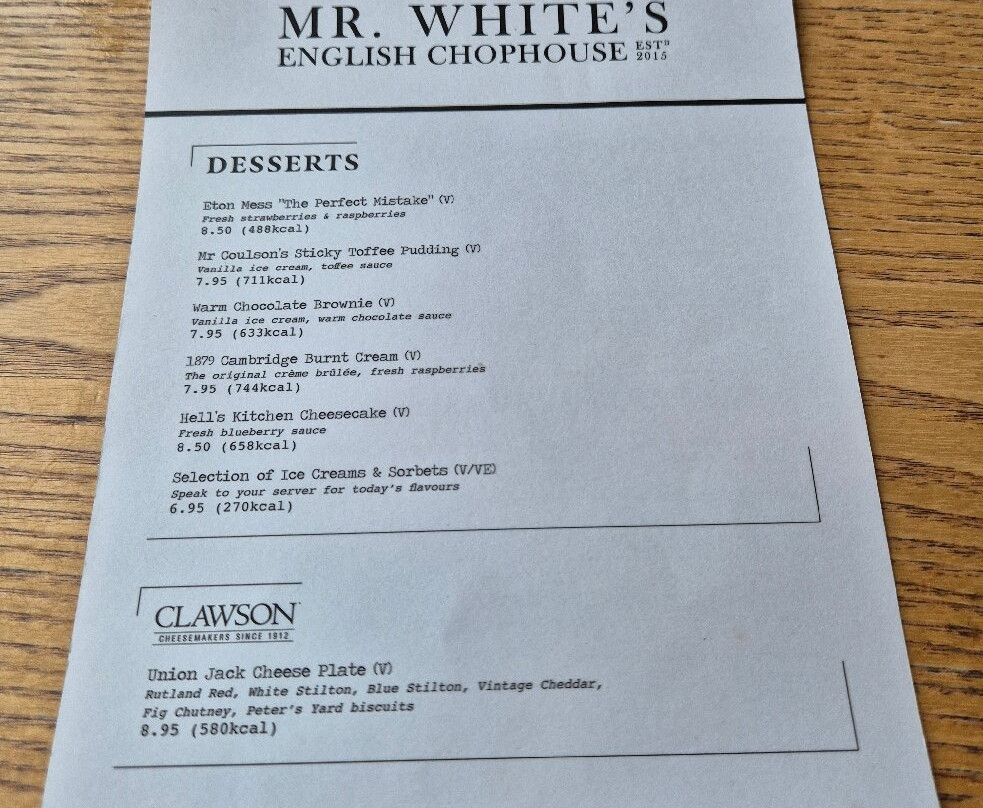 MR. WHITE'S
ENGLISH CHOPHOUSE ESTD 2015
DESSERTS
Eton Mess "The Perfect Mistake" (V)
Fresh strawberries & raspberries
8.50 (488kcal)
Mr Coulson's Sticky Toffee Pudding (V)
Vanilla ice cream, toffee sauce
7.95 (711kcal)
Warm Chocolate Brownie (V)
Vanilla ice cream, warm chocolate sauce
7.95 (633kcal)
1879 Cambridge Burnt Cream (V)
The original crème brûlée, fresh raspberries
7.95 (744kcal)
Hell's Kitchen Cheesecake (V)
Fresh blueberry sauce
8.50 (658kcal)
Selection of Ice Creams & Sorbets (V/VE)
Speak to your server for today's flavours
6.95 (270kcal)
CLAWSON
CHEESEMAKERS SINCE 1912
Union Jack Cheese Plate (V)
Rutland Red, White Stilton, Blue Stilton, Vintage Cheddar,
Fig Chutney, Peter's Yard biscuits
8.95 (580kcal)